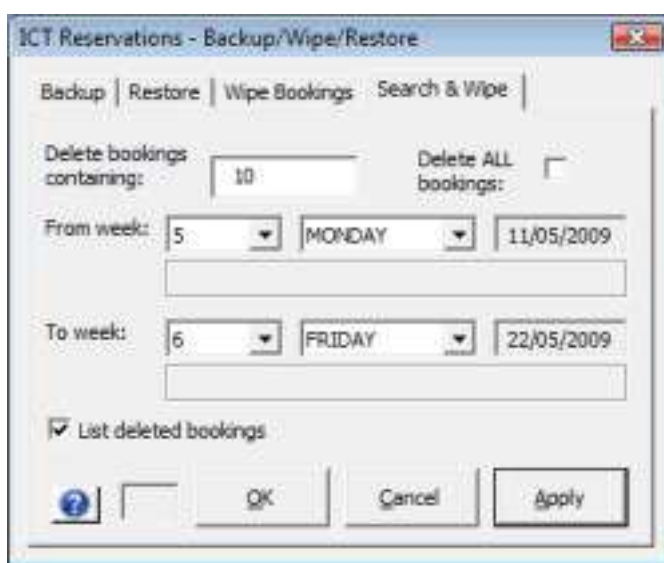 ICT Reservations - Backup/Wipe/Restore
Backup Restore Wipe Bookings Search & Wipe
Delete bookings containing: 10 Delete ALL bookings:
From week: 5 MONDAY 11/05/2009
To week: 6 FRIDAY 22/05/2009
List deleted bookings
? OK Cancel Apply